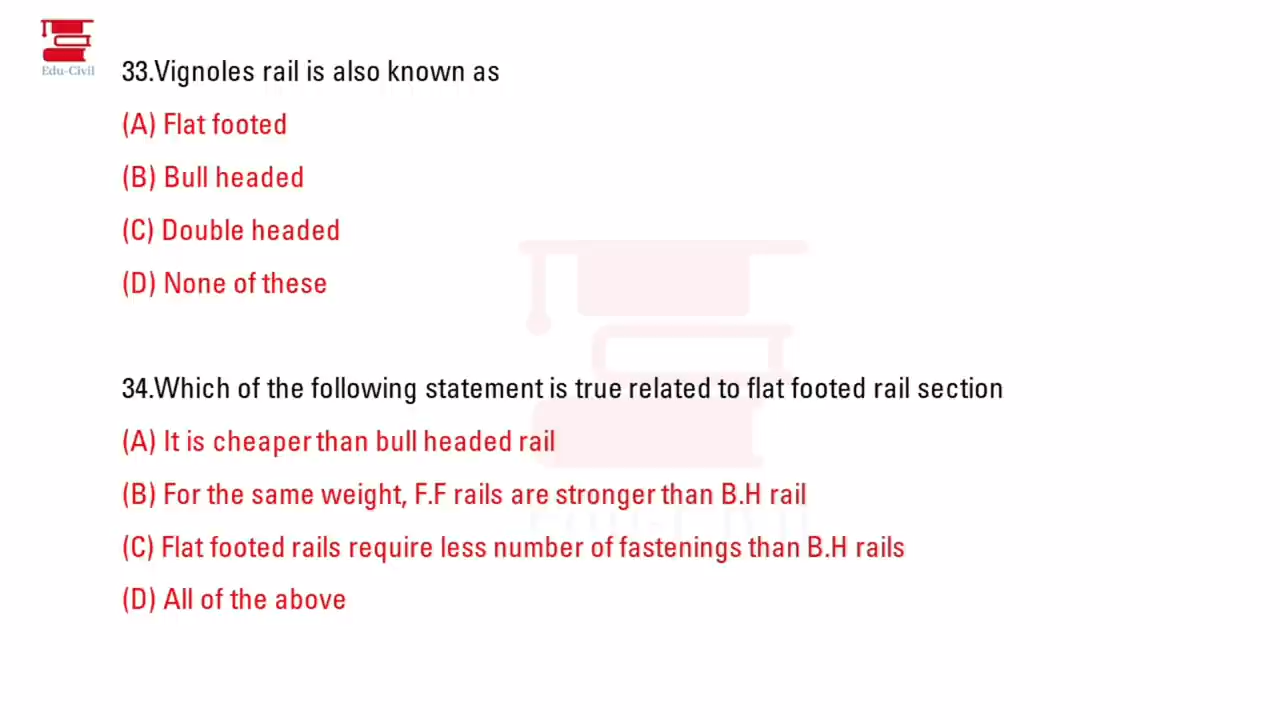 Edu-Civil
33.Vignoles rail is also known as
(A) Flat footed
(B) Bull headed
(C) Double headed
(D) None of these
34.Which of the following statement is true related to flat footed rail section
(A) It is cheaper than bull headed rail
(B) For the same weight, F.F rails are stronger than B.H rail
(C) Flat footed rails require less number of fastenings than B.H rails
(D) All of the above